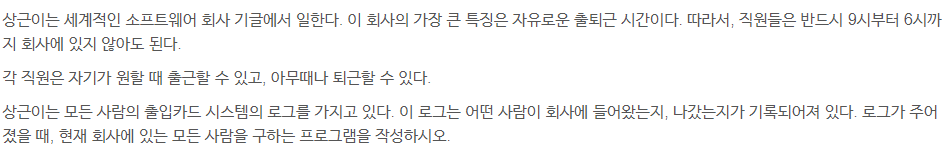 상근이는 세계적인 소프트웨어 회사 기글에서 일한다. 이 회사의 가장 큰 특징은 자유로운 출퇴근 시간이다. 따라서, 직원들은 반드시 9시부터 6시까
지 회사에 있지 않아도 된다.
각 직원은 자기가 원할 때 출근할 수 있고, 아무때나 퇴근할 수 있다.
상근이는 모든 사람의 출입카드 시스템의 로그를 가지고 있다. 이 로그는 어떤 사람이 회사에 들어왔는지, 나갔는지가 기록되어져 있다. 로그가 주어
졌을 때, 현재 회사에 있는 모든 사람을 구하는 프로그램을 작성하시오.